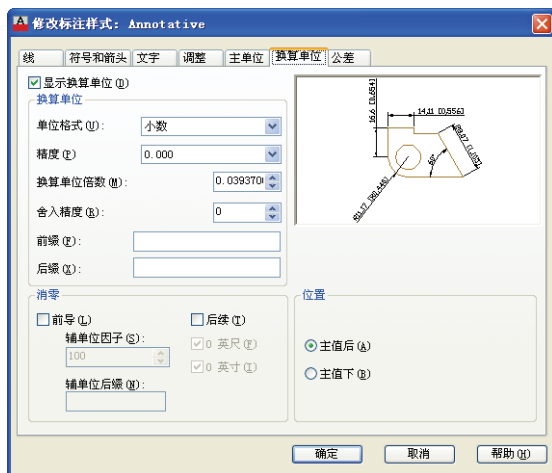 修改标注样式: Annotative
线 符号和箭头 文字 调整 主单位 换算单位 公差
显示换算单位(D)
换算单位
单位格式(U): 小数
精度(P) 0.000
换算单位倍数(M): 0.039370
舍入精度(R): 0
前缀(F):
后缀(X):
16,6 [0,654]
14,11 [0,556]
60°
消零
前导(L)
后续(T)
辅单位因子(S):
100
0 英尺(F)
0 英寸(I)
辅单位后缀(N):
位置
主值后(A)
主值下(B)
确定 取消 帮助(H)